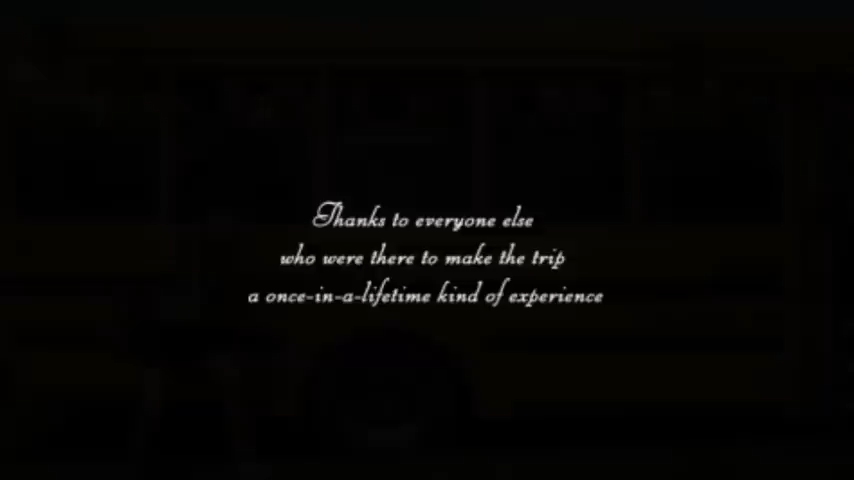 Thanks to everyone else
who were there to make the trip
a once-in-a-lifetime kind of experience